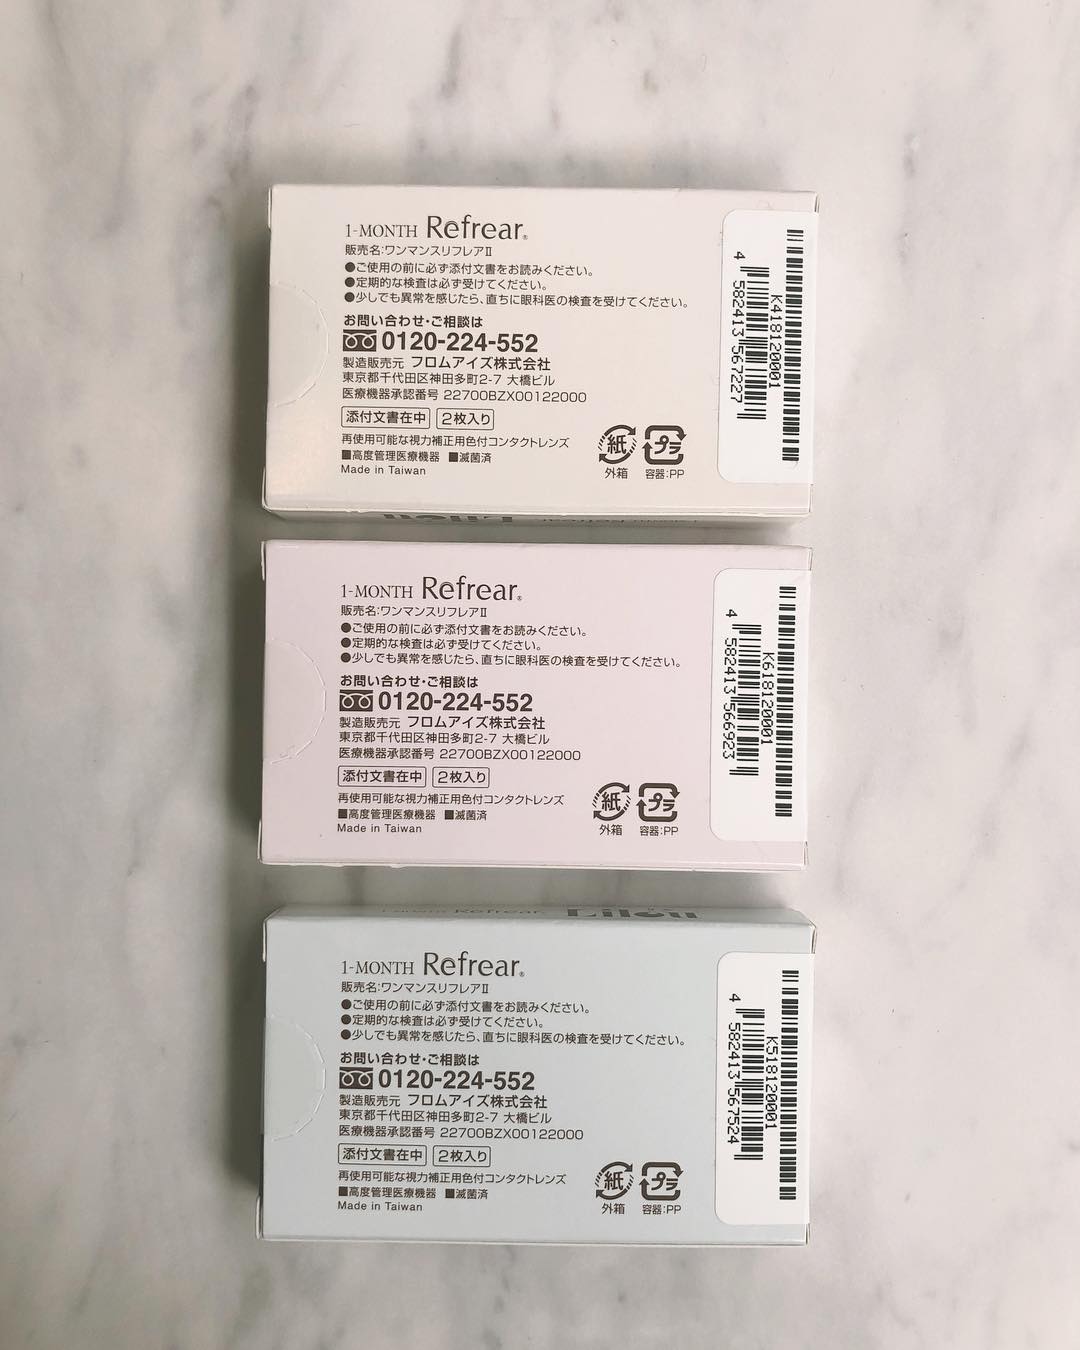 1-MONTH Refrear®
販売名:ワンマンスリフレアⅡ
●ご使用の前に必ず添付文書をお読みください。
●定期的な検査は必ず受けてください。
●少しでも異常を感じたら、直ちに眼科医の検査を受けてください。
お問い合わせ・ご相談は
0120-224-552
製造販売元 フロムアイズ株式会社
東京都千代田区神田多町2-7 大橋ビル
医療機器承認番号 22700BZX00122000
添付文書在中 2枚入り
再使用可能な視力補正用色付コンタクトレンズ
■高度管理医療機器 ■滅菌済
Made in Taiwan
紙 プラ
外箱 容器:PP
K418120001
4 582413 567227
Refrear Lilou
1-MONTH Refrear®
販売名:ワンマンスリフレアⅡ
●ご使用の前に必ず添付文書をお読みください。
●定期的な検査は必ず受けてください。
●少しでも異常を感じたら、直ちに眼科医の検査を受けてください。
お問い合わせ・ご相談は
0120-224-552
製造販売元 フロムアイズ株式会社
東京都千代田区神田多町2-7 大橋ビル
医療機器承認番号 22700BZX00122000
添付文書在中 2枚入り
再使用可能な視力補正用色付コンタクトレンズ
■高度管理医療機器 ■滅菌済
Made in Taiwan
紙 プラ
外箱 容器:PP
K618120001
4 582413 566923
Refrear Lilou
1-MONTH Refrear®
販売名:ワンマンスリフレアⅡ
●ご使用の前に必ず添付文書をお読みください。
●定期的な検査は必ず受けてください。
●少しでも異常を感じたら、直ちに眼科医の検査を受けてください。
お問い合わせ・ご相談は
0120-224-552
製造販売元 フロムアイズ株式会社
東京都千代田区神田多町2-7 大橋ビル
医療機器承認番号 22700BZX00122000
添付文書在中 2枚入り
再使用可能な視力補正用色付コンタクトレンズ
■高度管理医療機器 ■滅菌済
Made in Taiwan
紙 プラ
外箱 容器:PP
K518120001
4 582413 567524